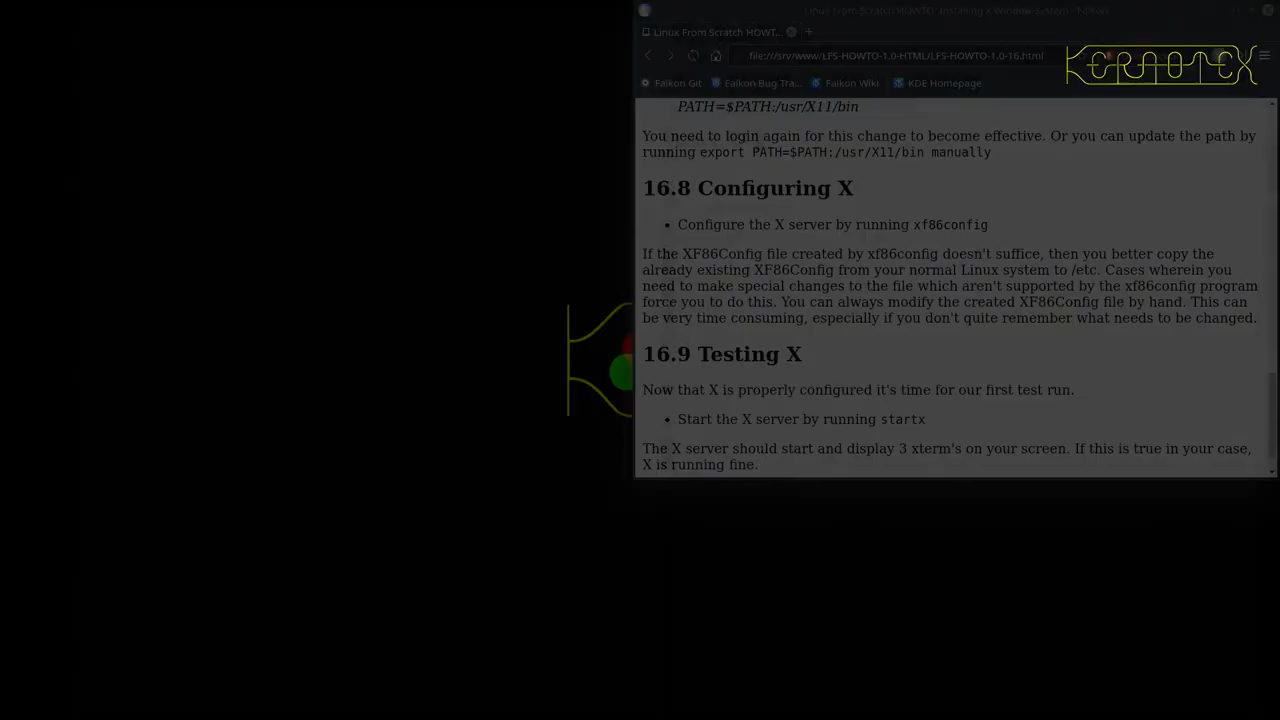 Linux From Scratch HOWTO: Installing X Window-system - Falkon
Linux From Scratch HOWT...
file:///srv/www/LFS-HOWTO-1.0-HTML/LFS-HOWTO-1.0-16.html
KERNOTEX
Falkon Git Falkon Bug Tra... Falkon Wiki KDE Homepage
PATH=$PATH:/usr/X11/bin
You need to login again for this change to become effective. Or you can update the path by
running export PATH=$PATH:/usr/X11/bin manually
16.8 Configuring X
• Configure the X server by running xf86config
If the XF86Config file created by xf86config doesn't suffice, then you better copy the
already existing XF86Config from your normal Linux system to /etc. Cases wherein you
need to make special changes to the file which aren't supported by the xf86config program
force you to do this. You can always modify the created XF86Config file by hand. This can
be very time consuming, especially if you don't quite remember what needs to be changed.
16.9 Testing X
Now that X is properly configured it's time for our first test run.
• Start the X server by running startx
The X server should start and display 3 xterm's on your screen. If this is true in your case,
X is running fine.